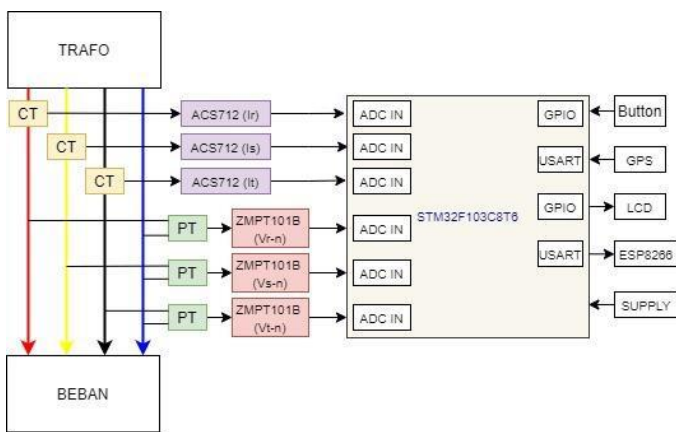 TRAFO
CT
ACS712 (Ir)
ADC IN
GPIO
Button
CT
ACS712 (Is)
ADC IN
USART
GPS
CT
ACS712 (It)
ADC IN
GPIO
LCD
STM32F103C8T6
PT
ZMPT101B
(Vr-n)
ADC IN
USART
ESP8266
PT
ZMPT101B
(Vs-n)
ADC IN
SUPPLY
PT
ZMPT101B
(Vt-n)
ADC IN
BEBAN